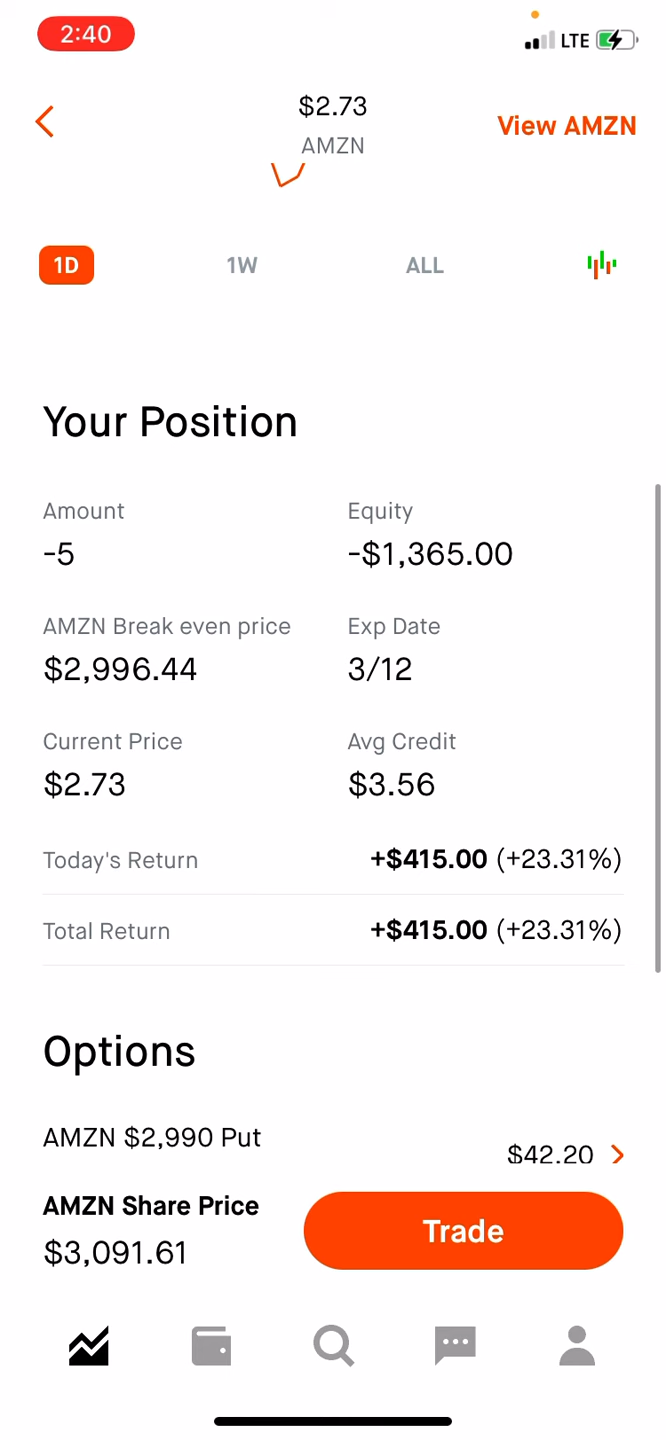 2:40
LTE
$2.73
AMZN
View AMZN
1D 1W ALL
Your Position
Amount Equity
-5 -$1,365.00
AMZN Break even price Exp Date
$2,996.44 3/12
Current Price Avg Credit
$2.73 $3.56
Today's Return +$415.00 (+23.31%)
Total Return +$415.00 (+23.31%)
Options
AMZN $2,990 Put
$42.20
AMZN Share Price
$3,091.61
Trade